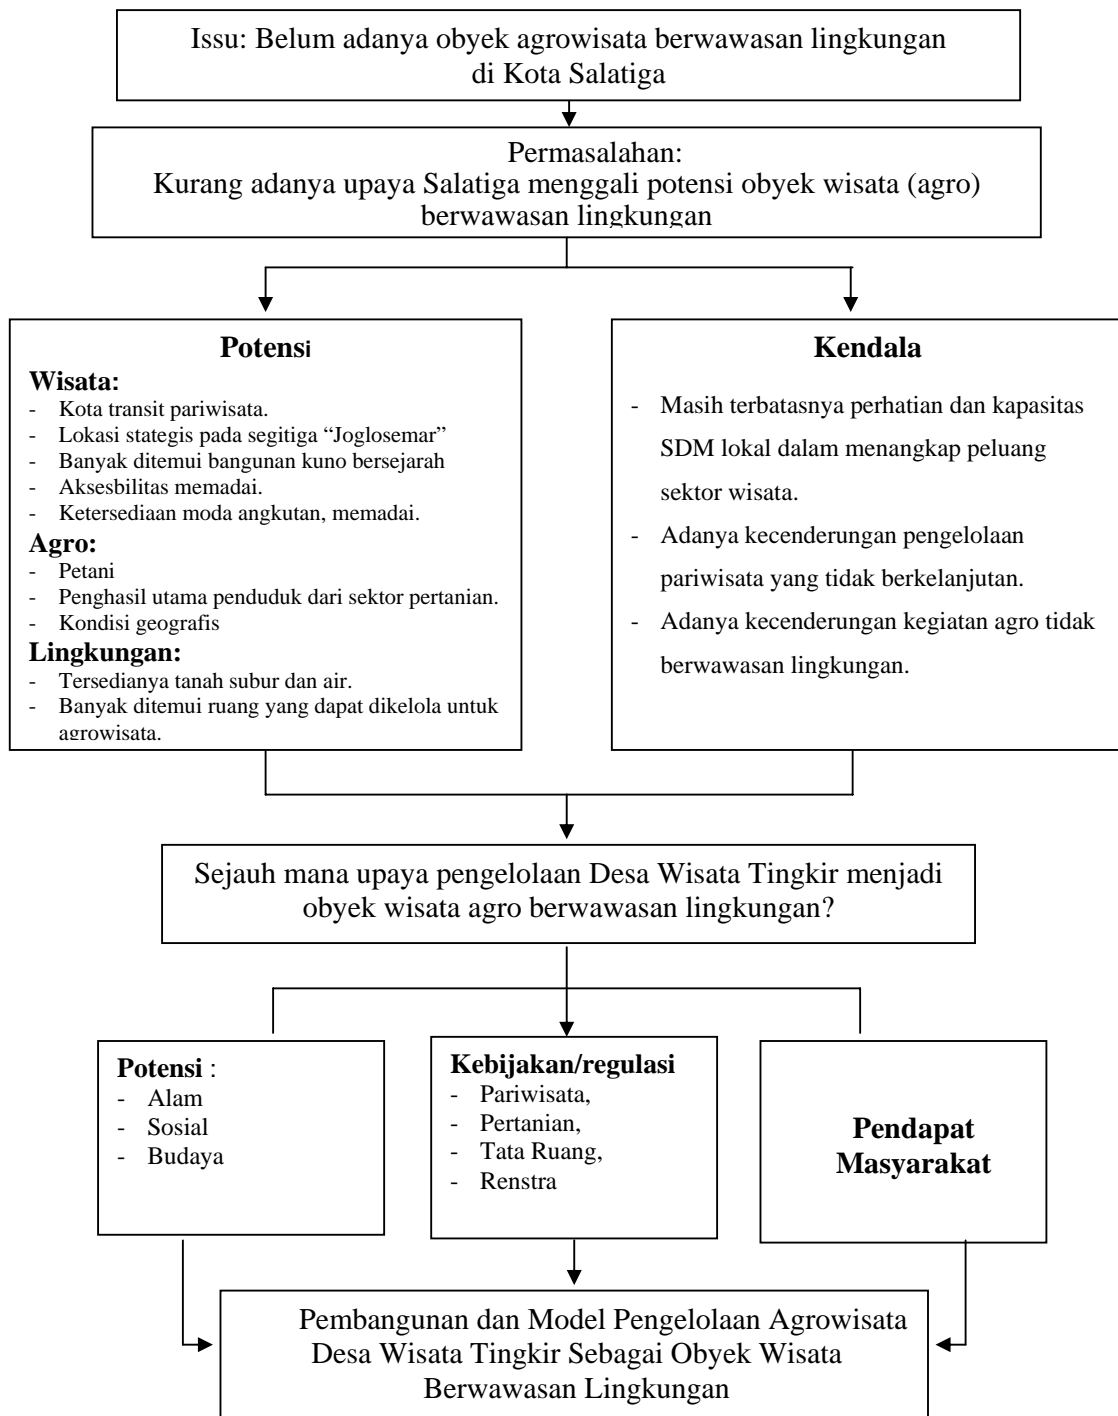 Issu: Belum adanya obyek agrowisata berwawasan lingkungan
di Kota Salatiga
Permasalahan:
Kurang adanya upaya Salatiga menggali potensi obyek wisata (agro)
berwawasan lingkungan
Potensi
Wisata:
- Kota transit pariwisata.
- Lokasi stategis pada segitiga “Joglosemar”
- Banyak ditemui bangunan kuno bersejarah
- Aksesbilitas memadai.
- Ketersediaan moda angkutan, memadai.
Agro:
- Petani
- Penghasil utama penduduk dari sektor pertanian.
- Kondisi geografis
Lingkungan:
- Tersedianya tanah subur dan air.
- Banyak ditemui ruang yang dapat dikelola untuk
agrowisata.
Kendala
- Masih terbatasnya perhatian dan kapasitas
SDM lokal dalam menangkap peluang
sektor wisata.
- Adanya kecenderungan pengelolaan
pariwisata yang tidak berkelanjutan.
- Adanya kecenderungan kegiatan agro tidak
berwawasan lingkungan.
Sejauh mana upaya pengelolaan Desa Wisata Tingkir menjadi
obyek wisata agro berwawasan lingkungan?
Potensi :
- Alam
- Sosial
- Budaya
Kebijakan/regulasi
- Pariwisata,
- Pertanian,
- Tata Ruang,
- Renstra
Pendapat
Masyarakat
Pembangunan dan Model Pengelolaan Agrowisata
Desa Wisata Tingkir Sebagai Obyek Wisata
Berwawasan Lingkungan